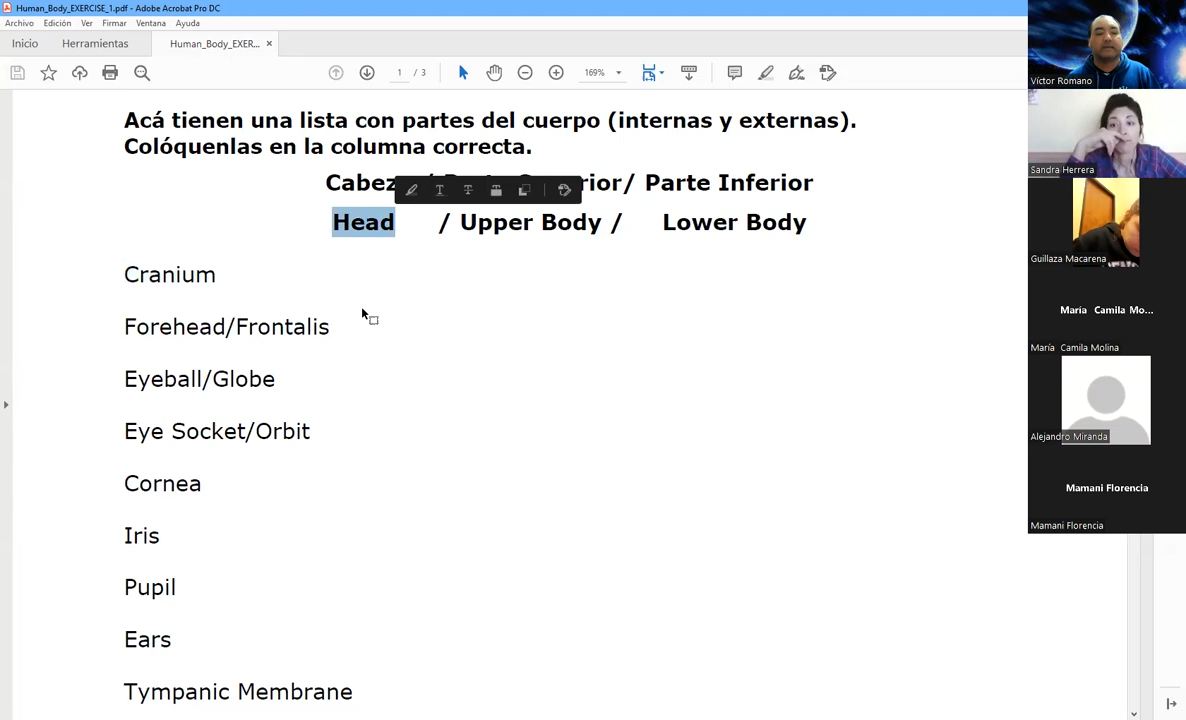 Human_Body_EXERCISE_1.pdf - Adobe Acrobat Pro DC
Archivo Edición Ver Firmar Ventana Ayuda
Inicio Herramientas Human_Body_EXER... ×
1 / 3 169%
Acá tienen una lista con partes del cuerpo (internas y externas).
Colóquenlas en la columna correcta.
Parte Inferior
Head / Upper Body / Lower Body
Cranium
Forehead/Frontalis
Eyeball/Globe
Eye Socket/Orbit
Cornea
Iris
Pupil
Ears
Tympanic Membrane
Víctor Romano
Sandra Herrera
Guillaza Macarena
María Camila Mo...
María Camila Molina
Alejandro Miranda
Mamani Florencia
Mamani Florencia